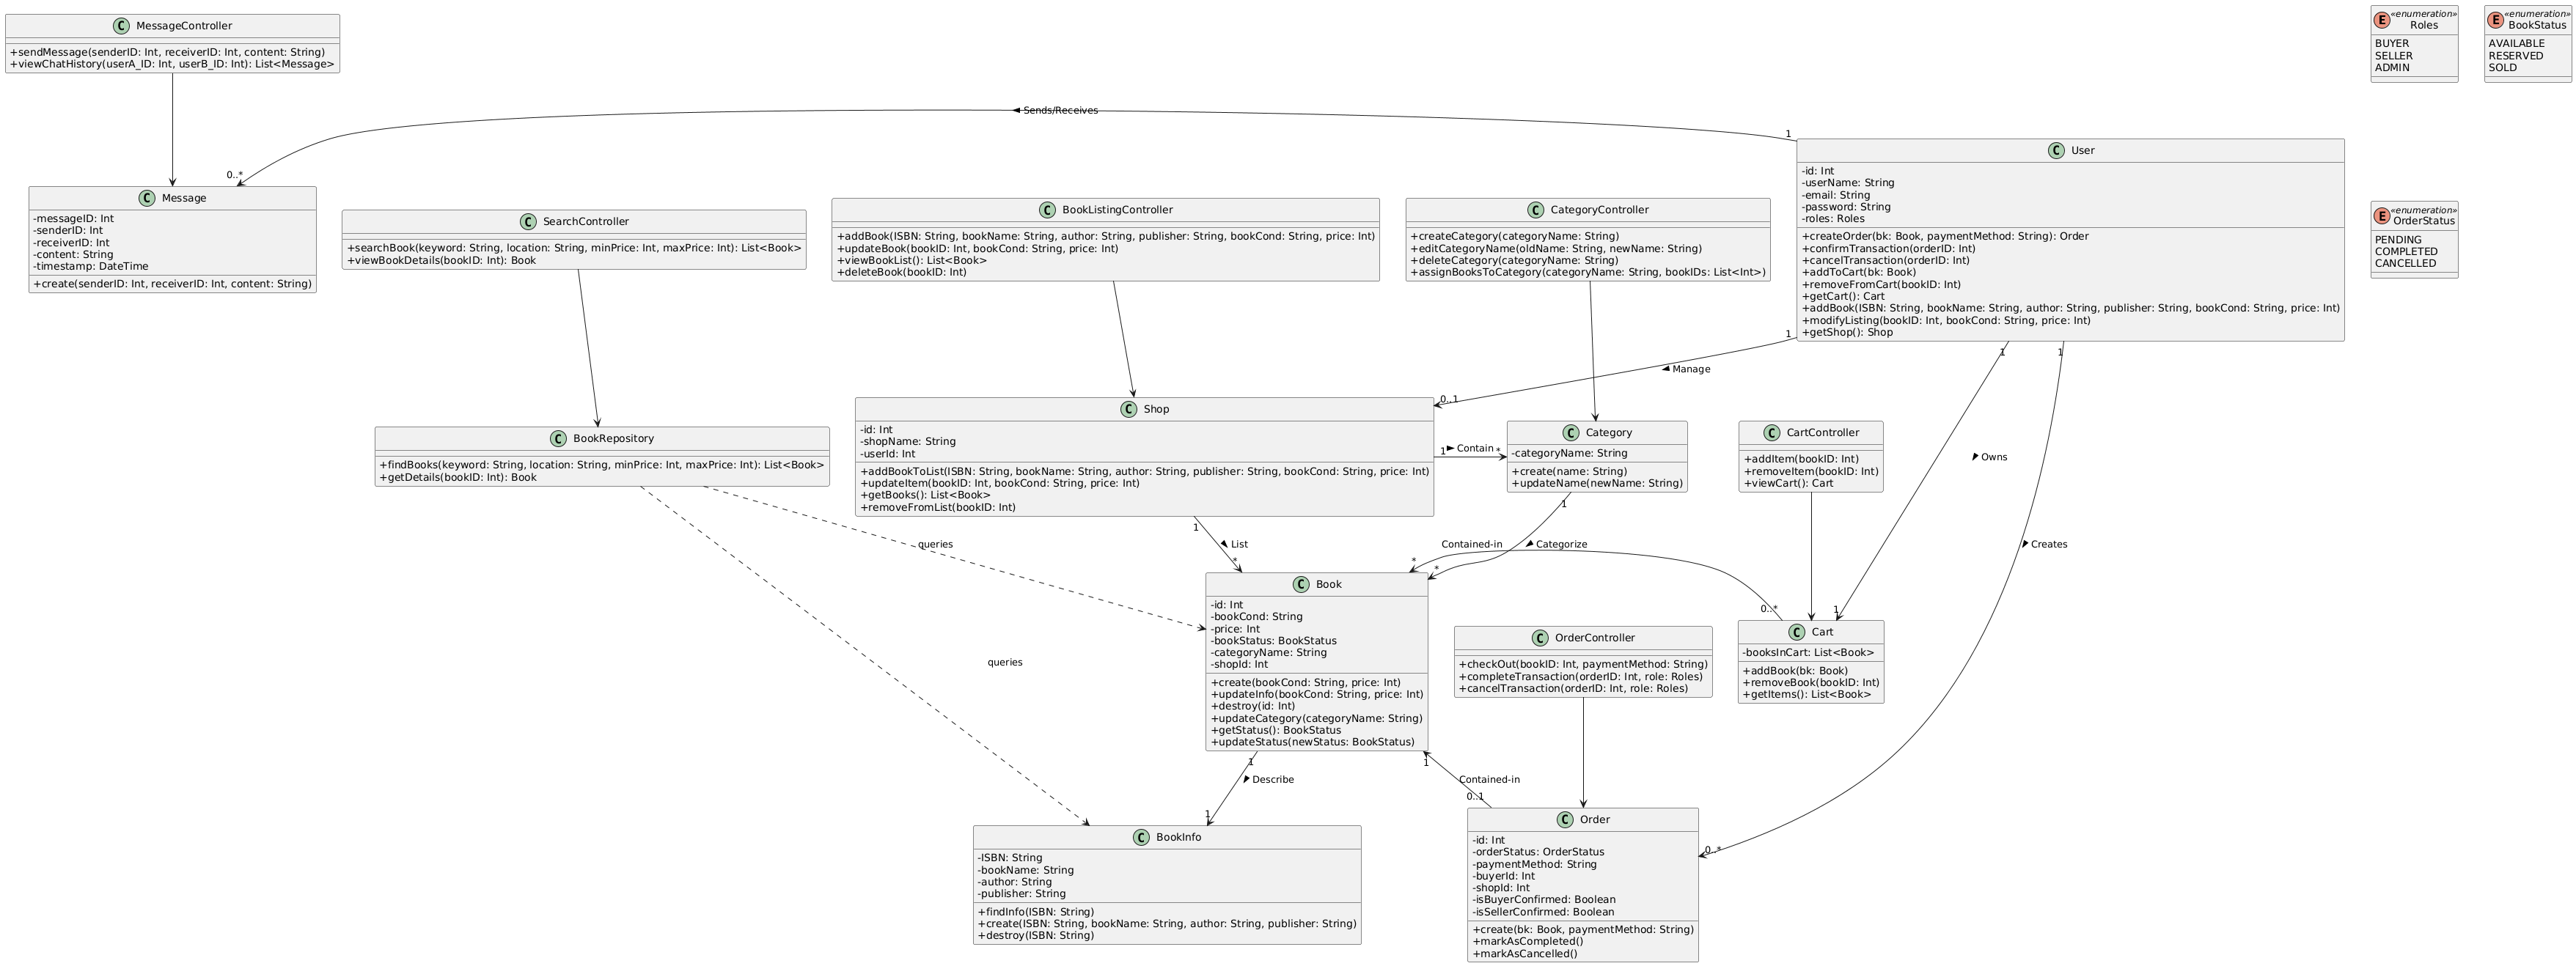 C MessageController
+sendMessage(senderID: Int, receiverID: Int, content: String)
+viewChatHistory(userA_ID: Int, userB_ID: Int): List<Message>
E «enumeration»
Roles
BUYER
SELLER
ADMIN
E «enumeration»
BookStatus
AVAILABLE
RESERVED
SOLD
Sends/Receives
1
0..*
C User
-id: Int
-userName: String
-email: String
-password: String
-roles: Roles
+createOrder(bk: Book, paymentMethod: String): Order
+confirmTransaction(orderID: Int)
+cancelTransaction(orderID: Int)
+addToCart(bk: Book)
+removeFromCart(bookID: Int)
+getCart(): Cart
+addBook(ISBN: String, bookName: String, author: String, publisher: String, bookCond: String, price: Int)
+modifyListing(bookID: Int, bookCond: String, price: Int)
+getShop(): Shop
C Message
-messageID: Int
-senderID: Int
-receiverID: Int
-content: String
-timestamp: DateTime
+create(senderID: Int, receiverID: Int, content: String)
C SearchController
+searchBook(keyword: String, location: String, minPrice: Int, maxPrice: Int): List<Book>
+viewBookDetails(bookID: Int): Book
C BookListingController
+addBook(ISBN: String, bookName: String, author: String, publisher: String, bookCond: String, price: Int)
+updateBook(bookID: Int, bookCond: String, price: Int)
+viewBookList(): List<Book>
+deleteBook(bookID: Int)
C CategoryController
+createCategory(categoryName: String)
+editCategoryName(oldName: String, newName: String)
+deleteCategory(categoryName: String)
+assignBooksToCategory(categoryName: String, bookIDs: List<Int>)
E «enumeration»
OrderStatus
PENDING
COMPLETED
CANCELLED
1
Manage
0..1
1
1
C BookRepository
+findBooks(keyword: String, location: String, minPrice: Int, maxPrice: Int): List<Book>
+getDetails(bookID: Int): Book
C Shop
-id: Int
-shopName: String
-userId: Int
+addBookToList(ISBN: String, bookName: String, author: String, publisher: String, bookCond: String, price: Int)
+updateItem(bookID: Int, bookCond: String, price: Int)
+getBooks(): List<Book>
+removeFromList(bookID: Int)
1 Contain *
C Category
-categoryName: String
+create(name: String)
+updateName(newName: String)
C CartController
+addItem(bookID: Int)
+removeItem(bookID: Int)
+viewCart(): Cart
Owns
1
1
queries
List
Contained-in
Categorize
Creates
*
*
*
C Book
-id: Int
-bookCond: String
-price: Int
-bookStatus: BookStatus
-categoryName: String
-shopId: Int
+create(bookCond: String, price: Int)
+updateInfo(bookCond: String, price: Int)
+destroy(id: Int)
+updateCategory(categoryName: String)
+getStatus(): BookStatus
+updateStatus(newStatus: BookStatus)
0..*
1
C Cart
-booksInCart: List<Book>
+addBook(bk: Book)
+removeBook(bookID: Int)
+getItems(): List<Book>
C OrderController
+checkOut(bookID: Int, paymentMethod: String)
+completeTransaction(orderID: Int, role: Roles)
+cancelTransaction(orderID: Int, role: Roles)
queries
1
1
Describe
Contained-in
0..1
1
C BookInfo
-ISBN: String
-bookName: String
-author: String
-publisher: String
+findInfo(ISBN: String)
+create(ISBN: String, bookName: String, author: String, publisher: String)
+destroy(ISBN: String)
C Order
-id: Int
-orderStatus: OrderStatus
-paymentMethod: String
-buyerId: Int
-shopId: Int
-isBuyerConfirmed: Boolean
-isSellerConfirmed: Boolean
+create(bk: Book, paymentMethod: String)
+markAsCompleted()
+markAsCancelled()
0..*